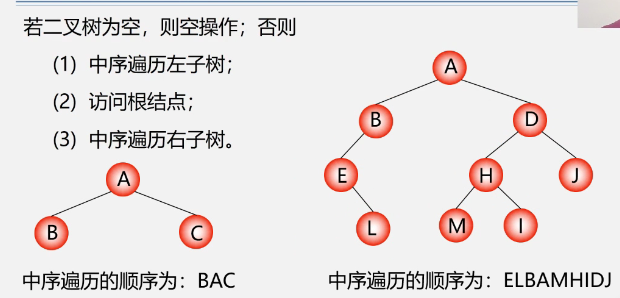 若二叉树为空，则空操作；否则
(1) 中序遍历左子树；
(2) 访问根结点；
(3) 中序遍历右子树。
A
B
C
中序遍历的顺序为：BAC
A
B
D
E
H
J
L
M
I
中序遍历的顺序为：ELBAMHIDJ